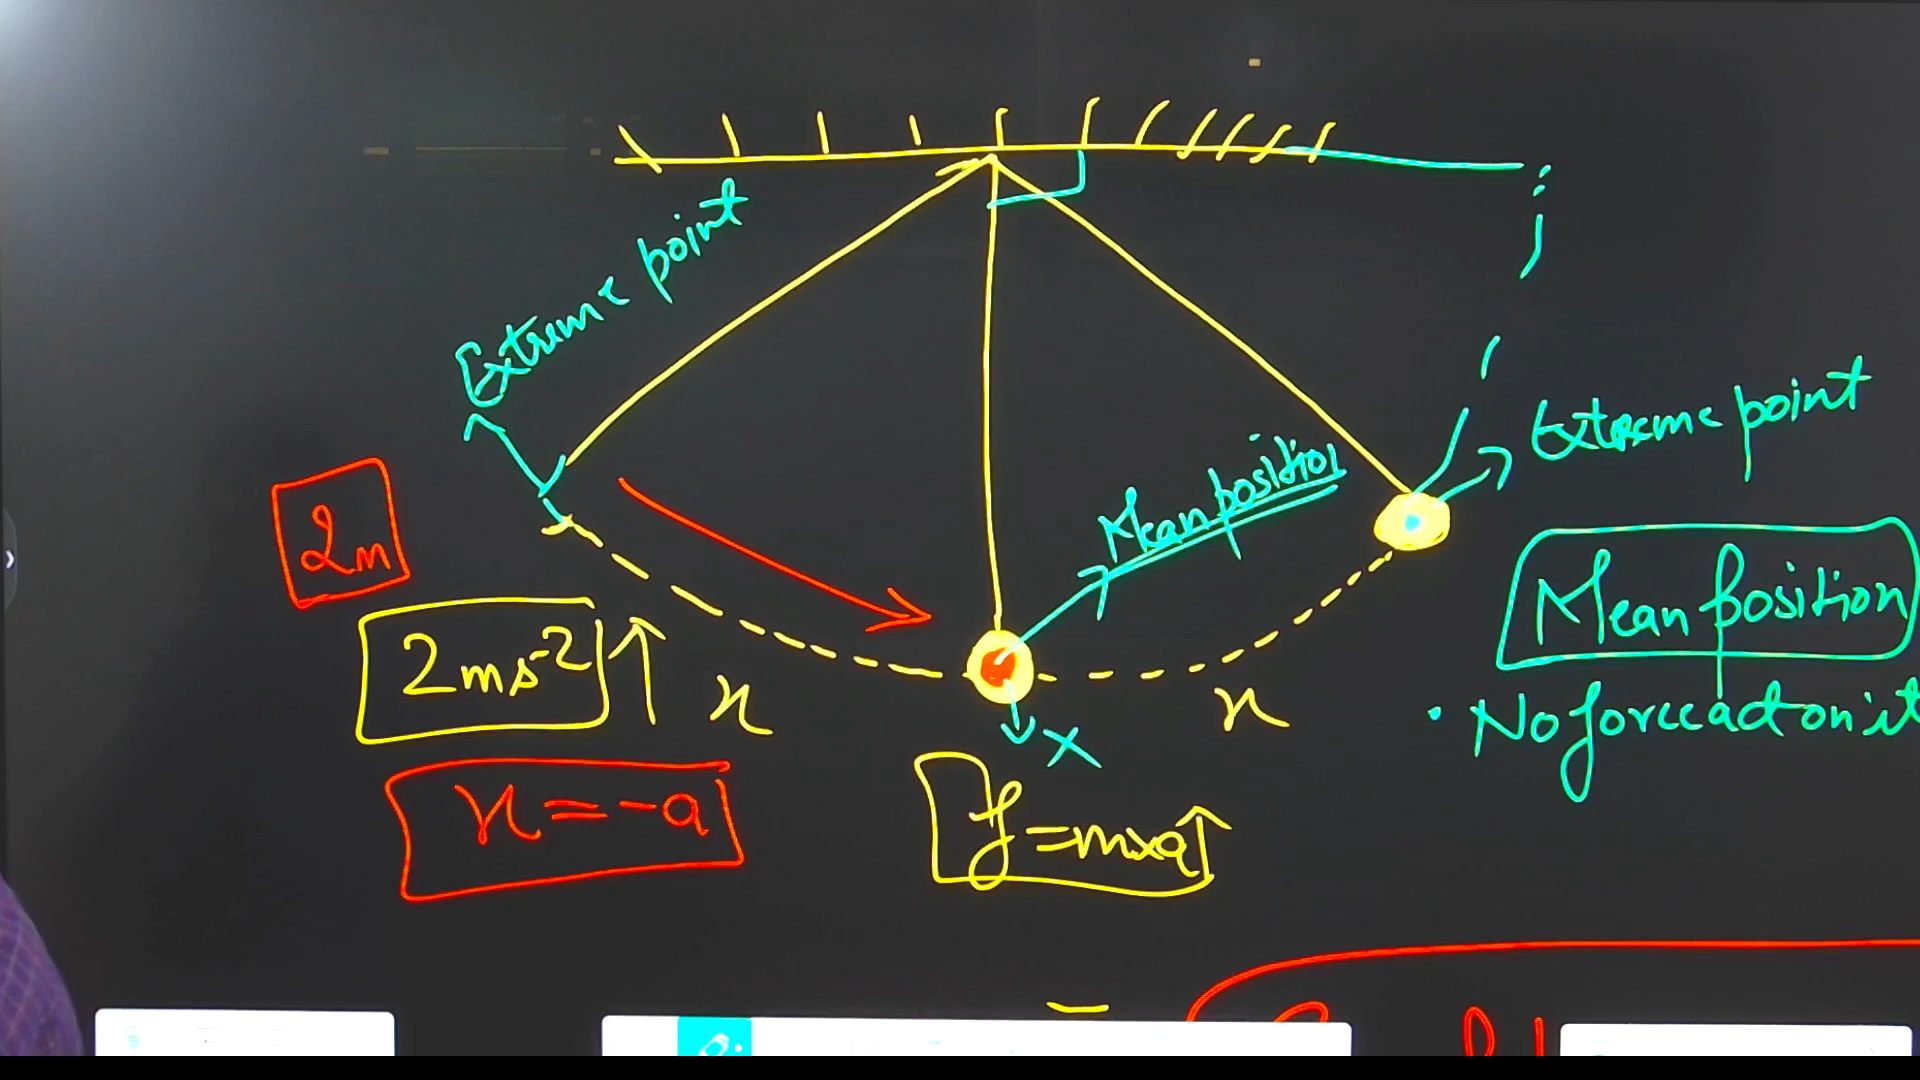 Extreme point
Extreme point
Mean position
2m
Mean position
2ms-2
x
x
No force act on it
x
x=-a
f=mxa